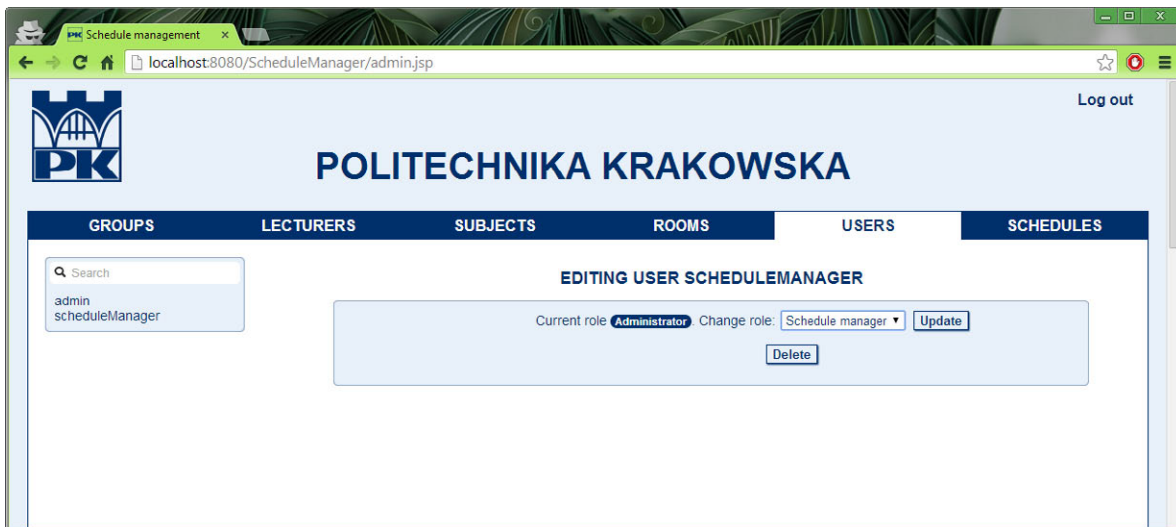 Schedule management
localhost:8080/ScheduleManager/admin.jsp
Log out
PK
POLITECHNIKA KRAKOWSKA
GROUPS LECTURERS SUBJECTS ROOMS USERS SCHEDULES
Search
admin
scheduleManager
EDITING USER SCHEDULEMANAGER
Current role Administrator. Change role: Schedule manager Update
Delete